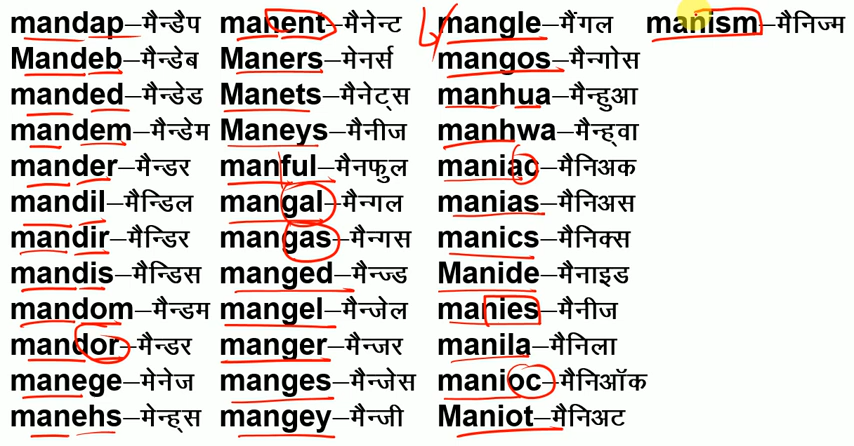 mandap–मैन्डैप
Mandeb–मैन्डेब
manded–मैन्डेड
mandem–मैन्डेम
mander–मैन्डर
mandil–मैन्डिल
mandir–मैन्डिर
mandis–मैन्डिस
mandom–मैन्डम
mandor–मैन्डर
manege–मेनेज
manehs–मेन्ह्स
manent–मैनेन्ट
Maners–मेनर्स
Manets–मैनेट्स
Maneys–मैनीज
manful–मैनफुल
mangal–मैन्गल
mangas–मैन्गस
manged–मैन्ज्ड
mangel–मैन्जेल
manger–मैन्जर
manges–मैन्जेस
mangey–मैन्जी
mangle–मैंगल
mangos–मैन्गोस
manhua–मैन्हुआ
manhwa–मैन्ह्वा
maniac–मैनिअक
manias–मैनिअस
manics–मैनिक्स
Manide–मैनाइड
manies–मैनीज
manila–मैनिला
manioc–मैनिऑक
Maniot–मैनिअट
manism–मैनिज्म